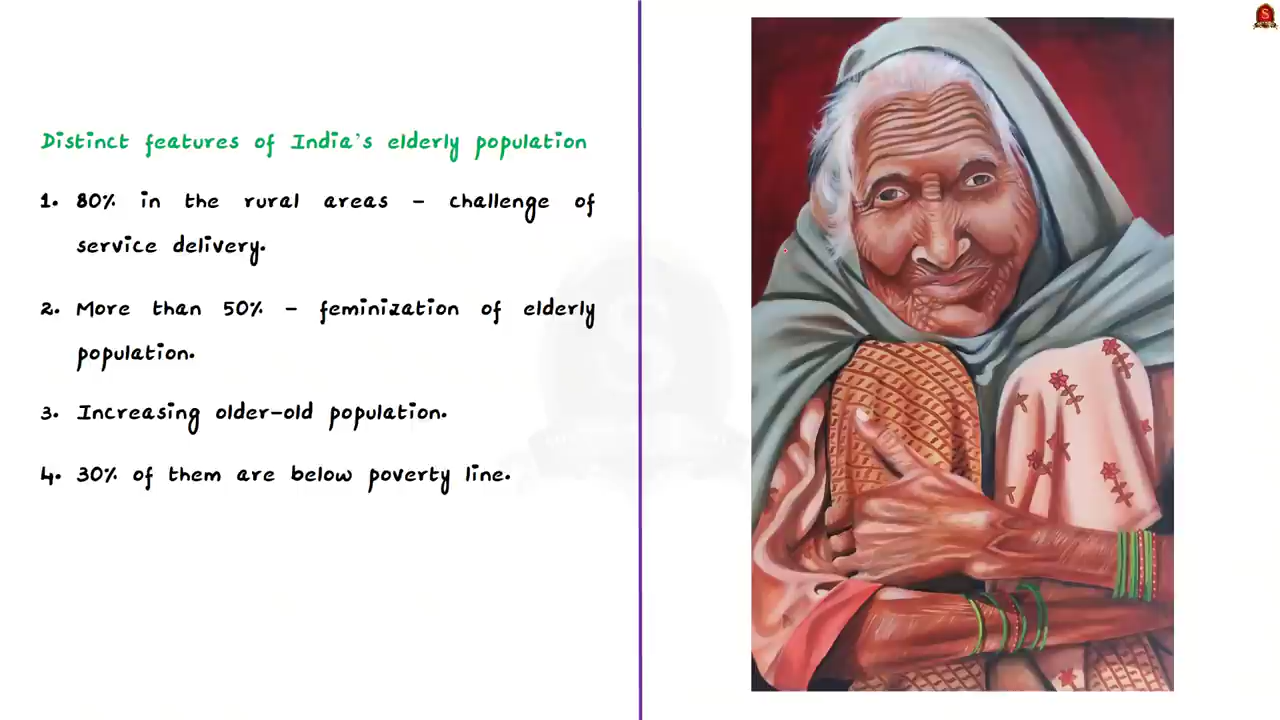 Distinct features of India's elderly population
1. 80% in the rural areas – challenge of
service delivery.
2. More than 50% – feminization of elderly
population.
3. Increasing older-old population.
4. 30% of them are below poverty line.